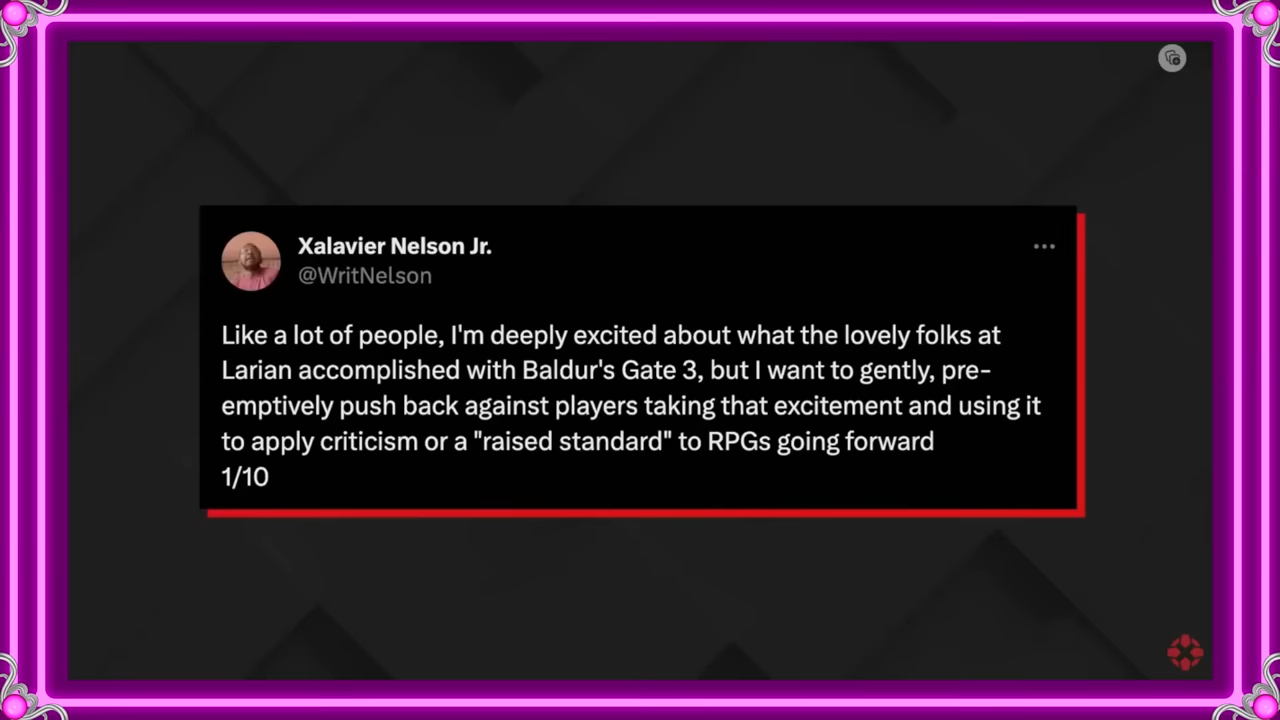 Xalavier Nelson Jr.
@WritNelson
Like a lot of people, I'm deeply excited about what the lovely folks at
Larian accomplished with Baldur's Gate 3, but I want to gently, pre-
emptively push back against players taking that excitement and using it
to apply criticism or a "raised standard" to RPGs going forward
1/10